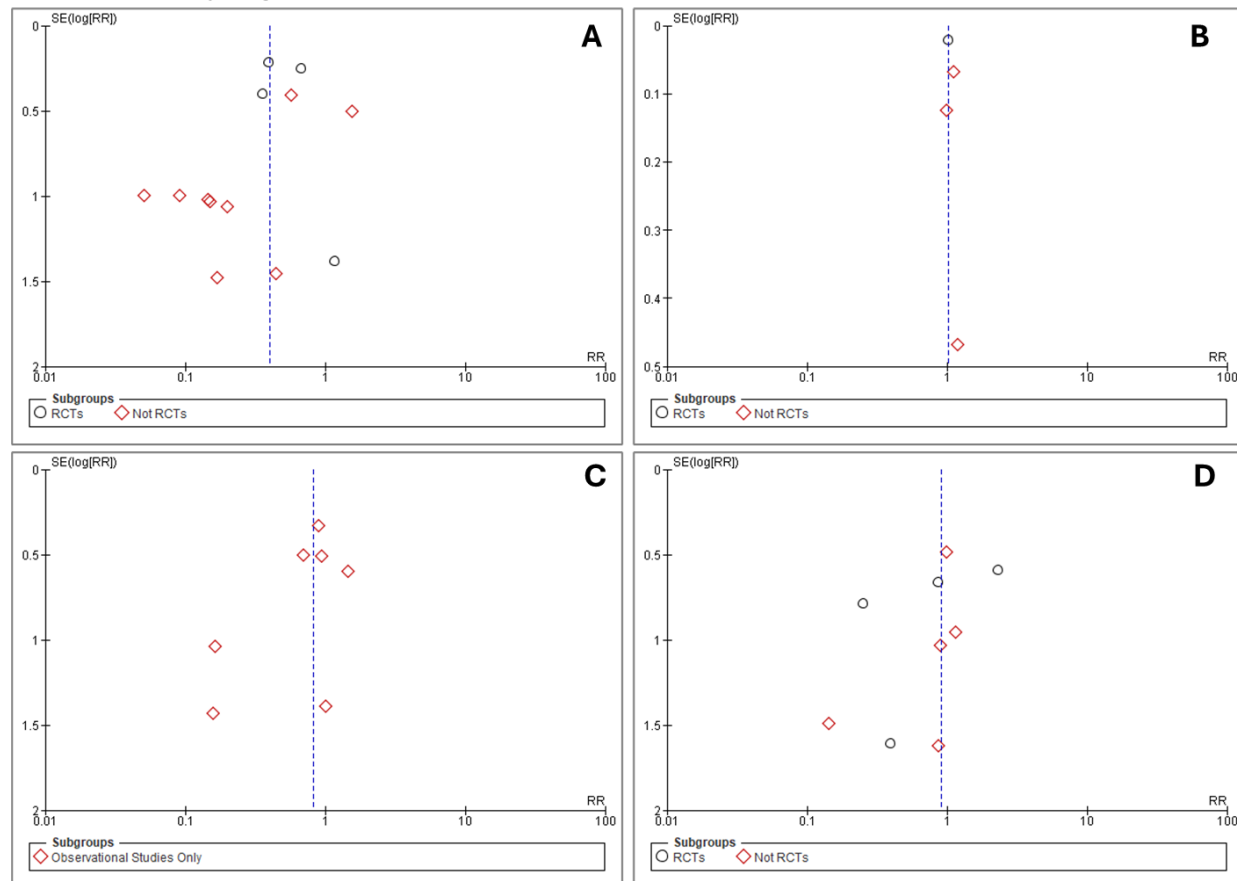 SE(log[RR])
A
0
0.5
1
1.5
2
RR
0.01 0.1 1 10 100
Subgroups
RCTs Not RCTs
SE(log[RR])
B
0
0.1
0.2
0.3
0.4
0.5
RR
0.01 0.1 1 10 100
Subgroups
RCTs Not RCTs
SE(log[RR])
C
0
0.5
1
1.5
2
RR
0.01 0.1 1 10 100
Subgroups
Observational Studies Only
SE(log[RR])
D
0
0.5
1
1.5
2
RR
0.01 0.1 1 10 100
Subgroups
RCTs Not RCTs